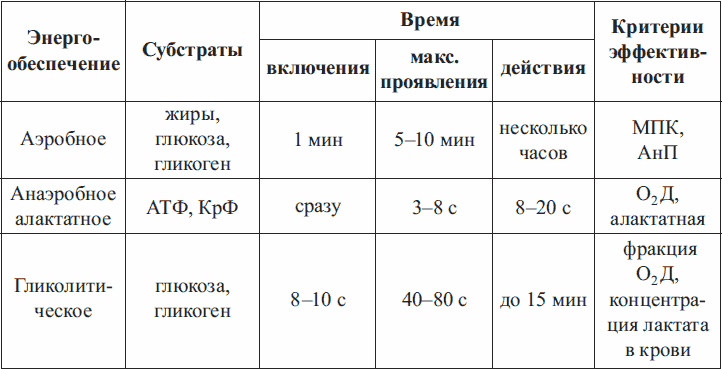 Энерго-
обеспечение
Субстраты
Время
включения
макс.
проявления
действия
Критерии
эффектив-
ности
Аэробное
жиры,
глюкоза,
гликоген
1 мин
5–10 мин
несколько
часов
МПК,
АнП
Анаэробное
алактатное
АТФ, КрФ
сразу
3–8 с
8–20 с
О₂Д,
алактатная
Гликолити-
ческое
глюкоза,
гликоген
8–10 с
40–80 с
до 15 мин
фракция
О₂Д,
концентра-
ция лактата
в крови